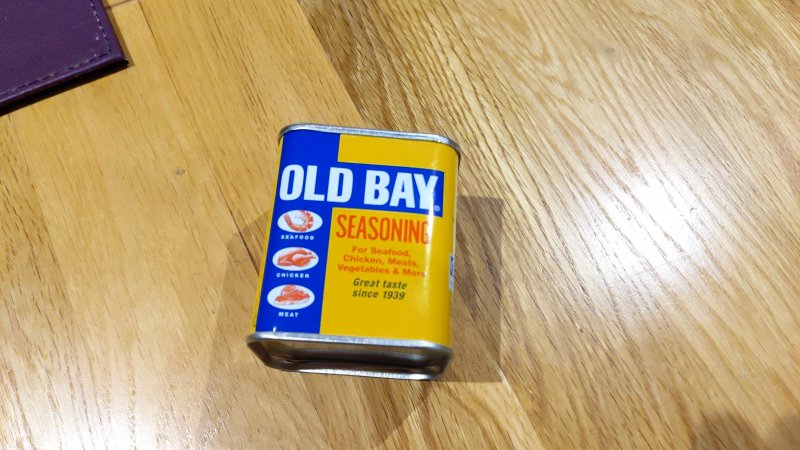 OLD BAY®
SEASONING
For Seafood,
Chicken, Meats,
Vegetables & More
Great taste
since 1939
SEAFOOD
CHICKEN
MEAT